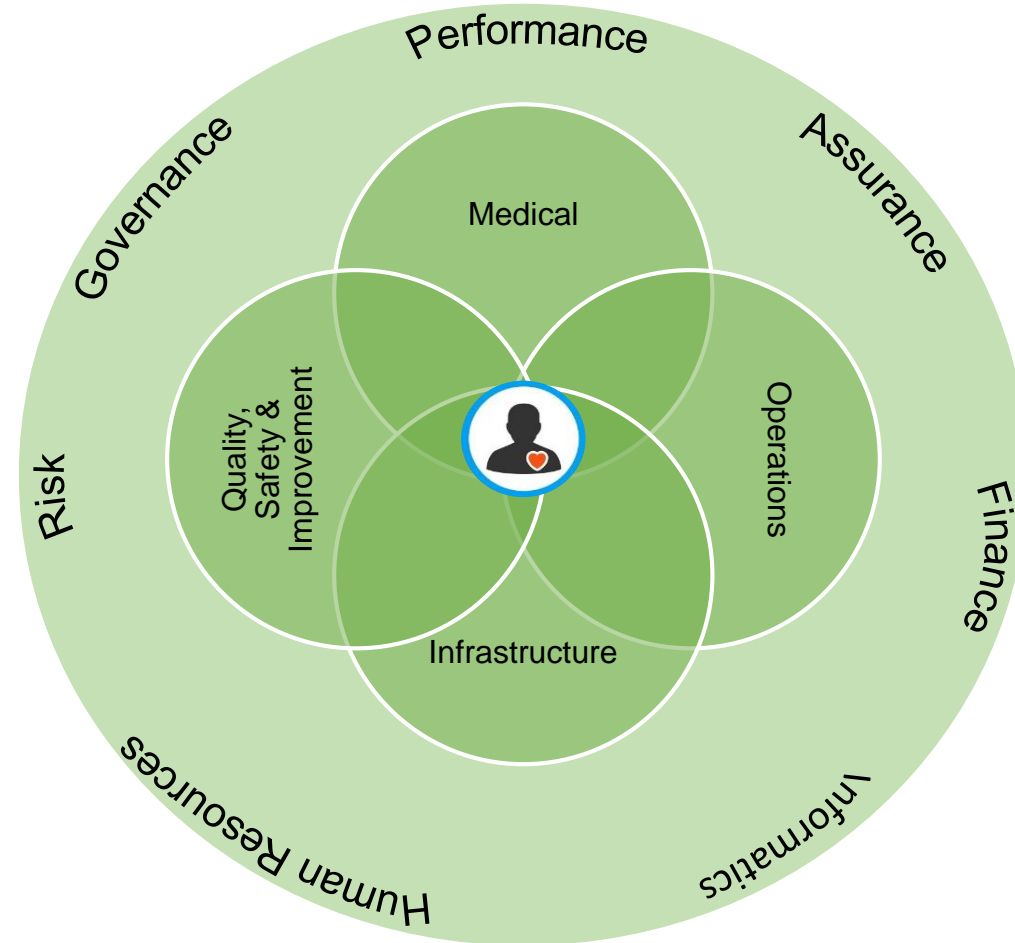 Performance
Assurance
Governance
Medical
Quality,
Safety &
Improvement
Operations
Risk
Finance
Infrastructure
Human Resources
Informatics